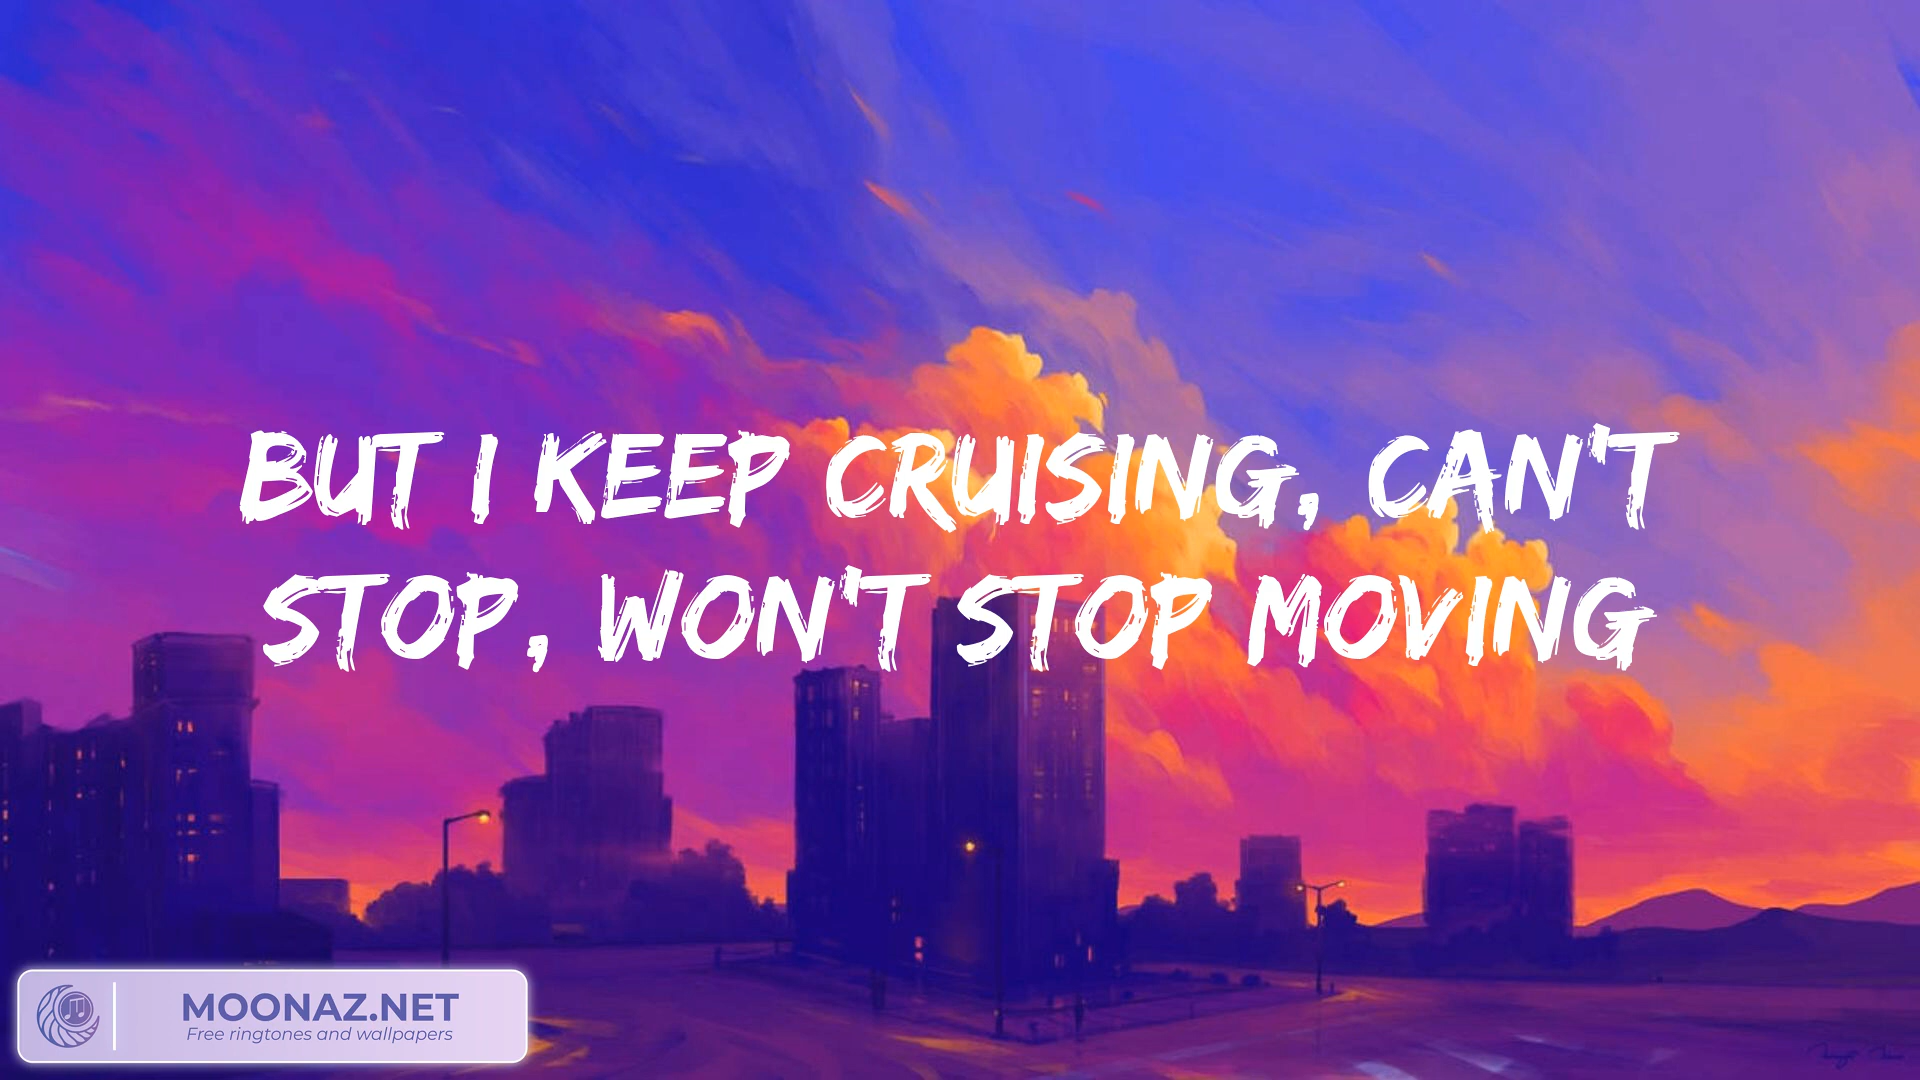 BUT I KEEP CRUISING, CAN'T
STOP, WON'T STOP MOVING
MOONAZ.NET
Free ringtones and wallpapers